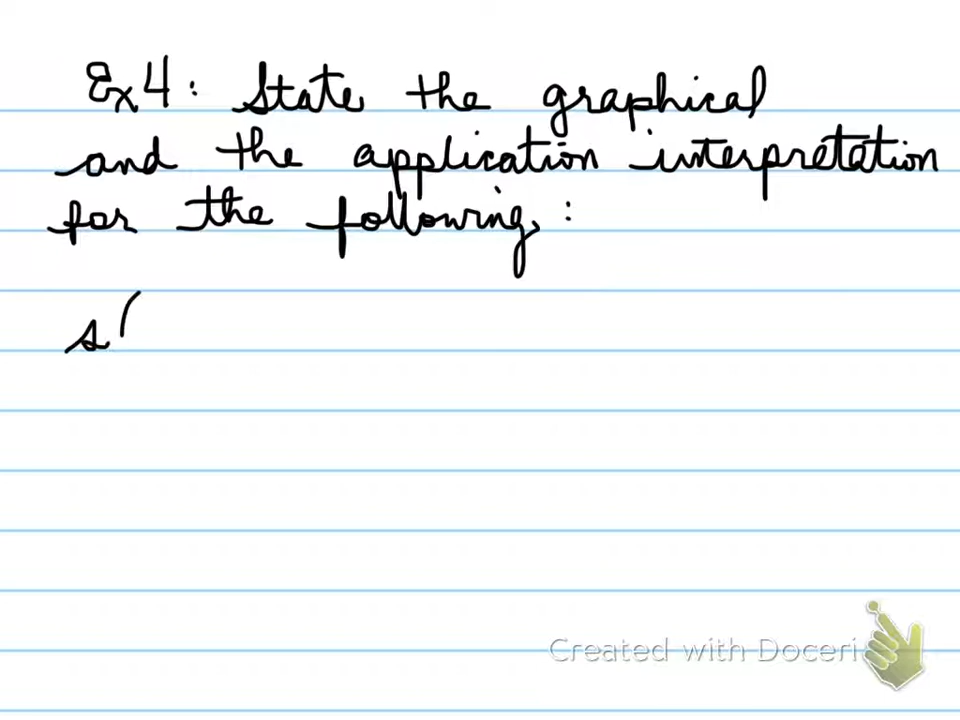 Ex4: State the graphical
and the application interpretation
for the following:
s(
Created with Doceri